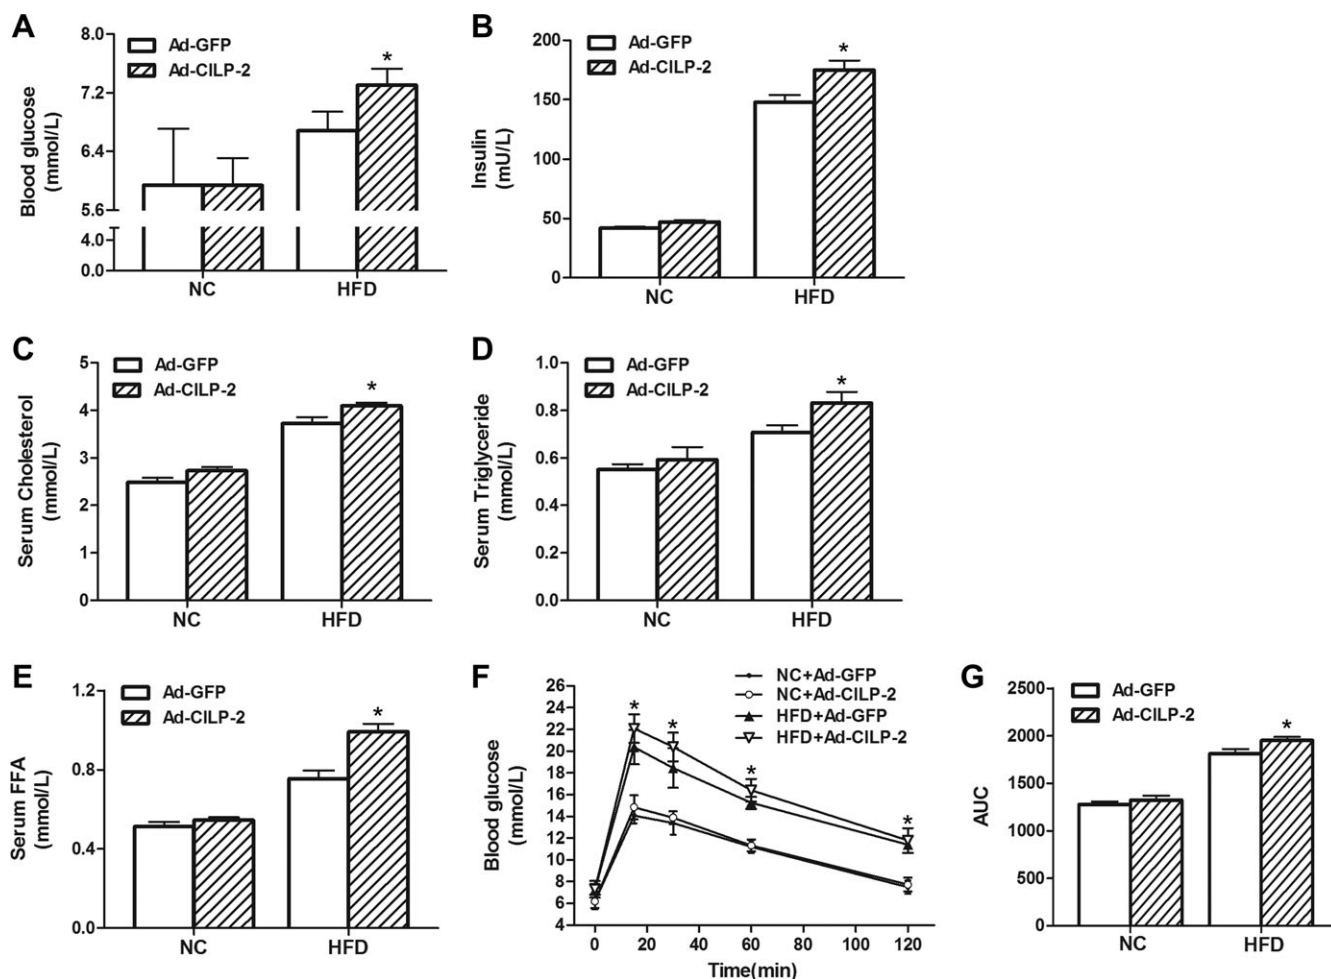 A
Ad-GFP
Ad-CILP-2
Blood glucose
(mmol/L)
8.0
7.2
6.4
5.6
4.0
0.0
*
NC
HFD
B
Ad-GFP
Ad-CILP-2
Insulin
(mU/L)
200
150
100
50
0
*
NC
HFD
C
Ad-GFP
Ad-CILP-2
Serum Cholesterol
(mmol/L)
5
4
3
2
1
0
*
NC
HFD
D
Ad-GFP
Ad-CILP-2
Serum Triglyceride
(mmol/L)
1.0
0.8
0.6
0.4
0.2
0.0
*
NC
HFD
E
Ad-GFP
Ad-CILP-2
Serum FFA
(mmol/L)
1.2
0.8
0.4
0.0
*
NC
HFD
F
NC+Ad-GFP
NC+Ad-CILP-2
HFD+Ad-GFP
HFD+Ad-CILP-2
Blood glucose
(mmol/L)
26
24
22
20
18
16
14
12
10
8
6
4
*
*
*
*
0 20 40 60 80 100 120
Time(min)
G
Ad-GFP
Ad-CILP-2
AUC
2500
2000
1500
1000
500
0
*
NC
HFD